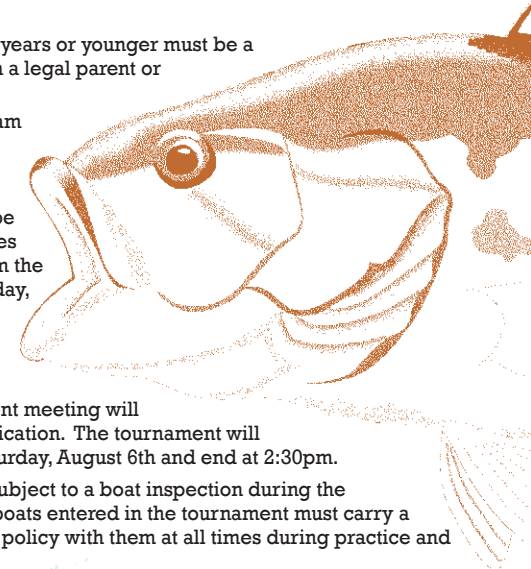 years or younger must be a
a legal parent or
am
be
es
n the
day,
nt meeting will
ication. The tournament will
urday, August 6th and end at 2:30pm.
ubject to a boat inspection during the
boats entered in the tournament must carry a
policy with them at all times during practice and